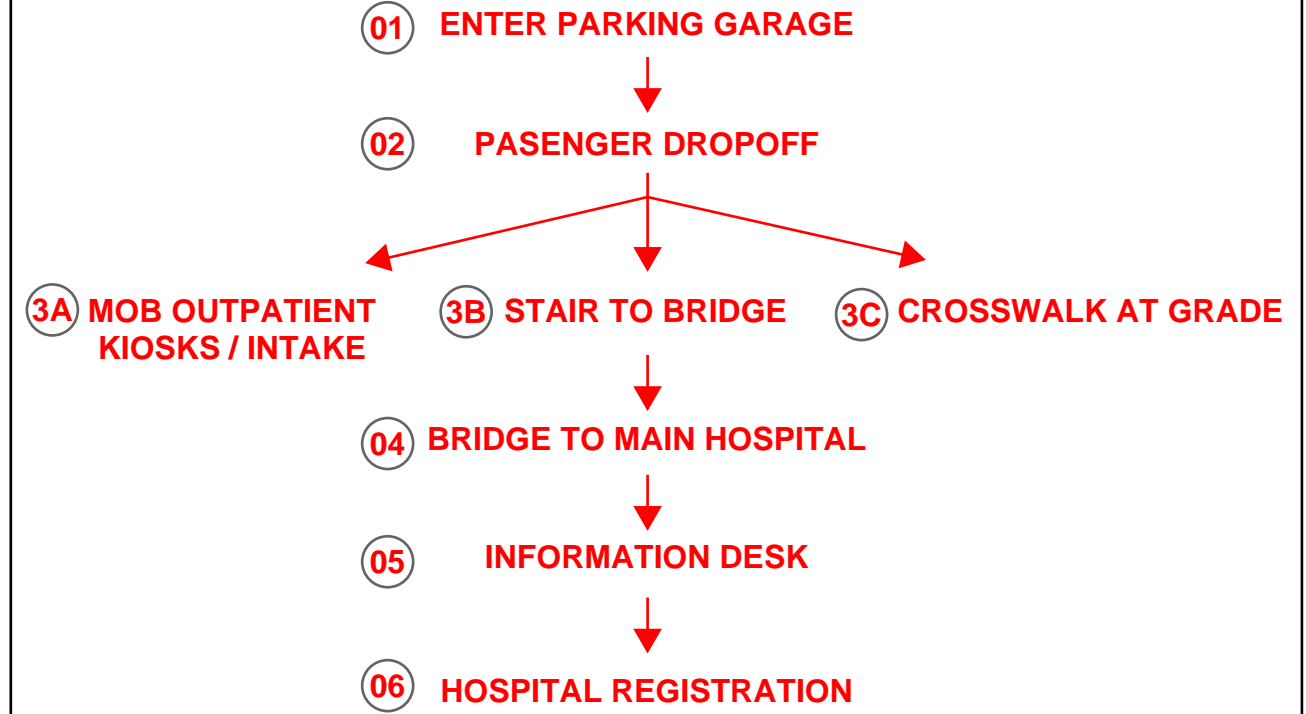 01 ENTER PARKING GARAGE
02 PASENGER DROPOFF
3A MOB OUTPATIENT
KIOSKS / INTAKE
3B STAIR TO BRIDGE
3C CROSSWALK AT GRADE
04 BRIDGE TO MAIN HOSPITAL
05 INFORMATION DESK
06 HOSPITAL REGISTRATION